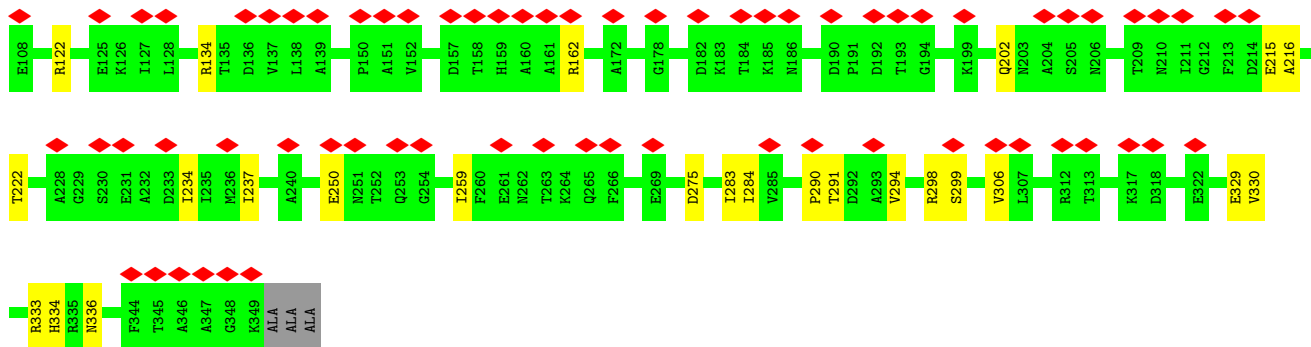 E108 R122 E125 K126 I127 L128 R134 T135 D136 V137 L138 A139 P150 A151 V152 D157 T158 H159 A160 A161 R162 A172 G178 D182 K183 T184 K185 N186 D190 P191 D192 T193 G194 K199 Q202 N203 A204 S205 N206 T209 N210 I211 G212 F213 D214 E215 A216
T222 A228 G229 S230 E231 A232 D233 I234 I235 M236 I237 A240 E250 N251 T252 Q253 G254 I259 F260 E261 N262 T263 K264 Q265 F266 E269 D275 I283 I284 V285 P290 T291 D292 A293 V294 R298 S299 V306 L307 R312 T313 K317 D318 E322 E329 V330
R333 H334 R335 N336 F344 T345 A346 A347 G348 K349 ALA ALA ALA